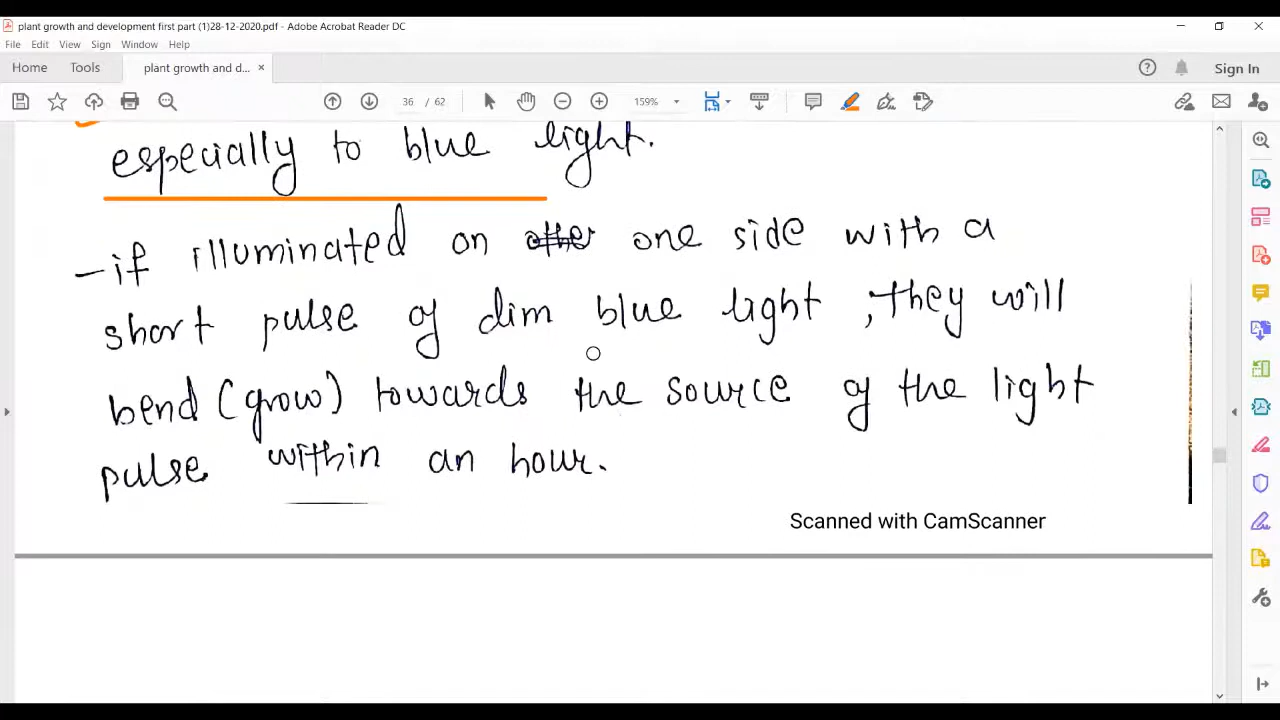 plant growth and development first part (1)28-12-2020.pdf - Adobe Acrobat Reader DC
File Edit View Sign Window Help
Home Tools plant growth and d... × Sign In
36 / 62 159%
especially to blue light.
- if illuminated on other one side with a
short pulse of dim blue light, they will
bend (grow) towards the source of the light
pulse within an hour.
Scanned with CamScanner